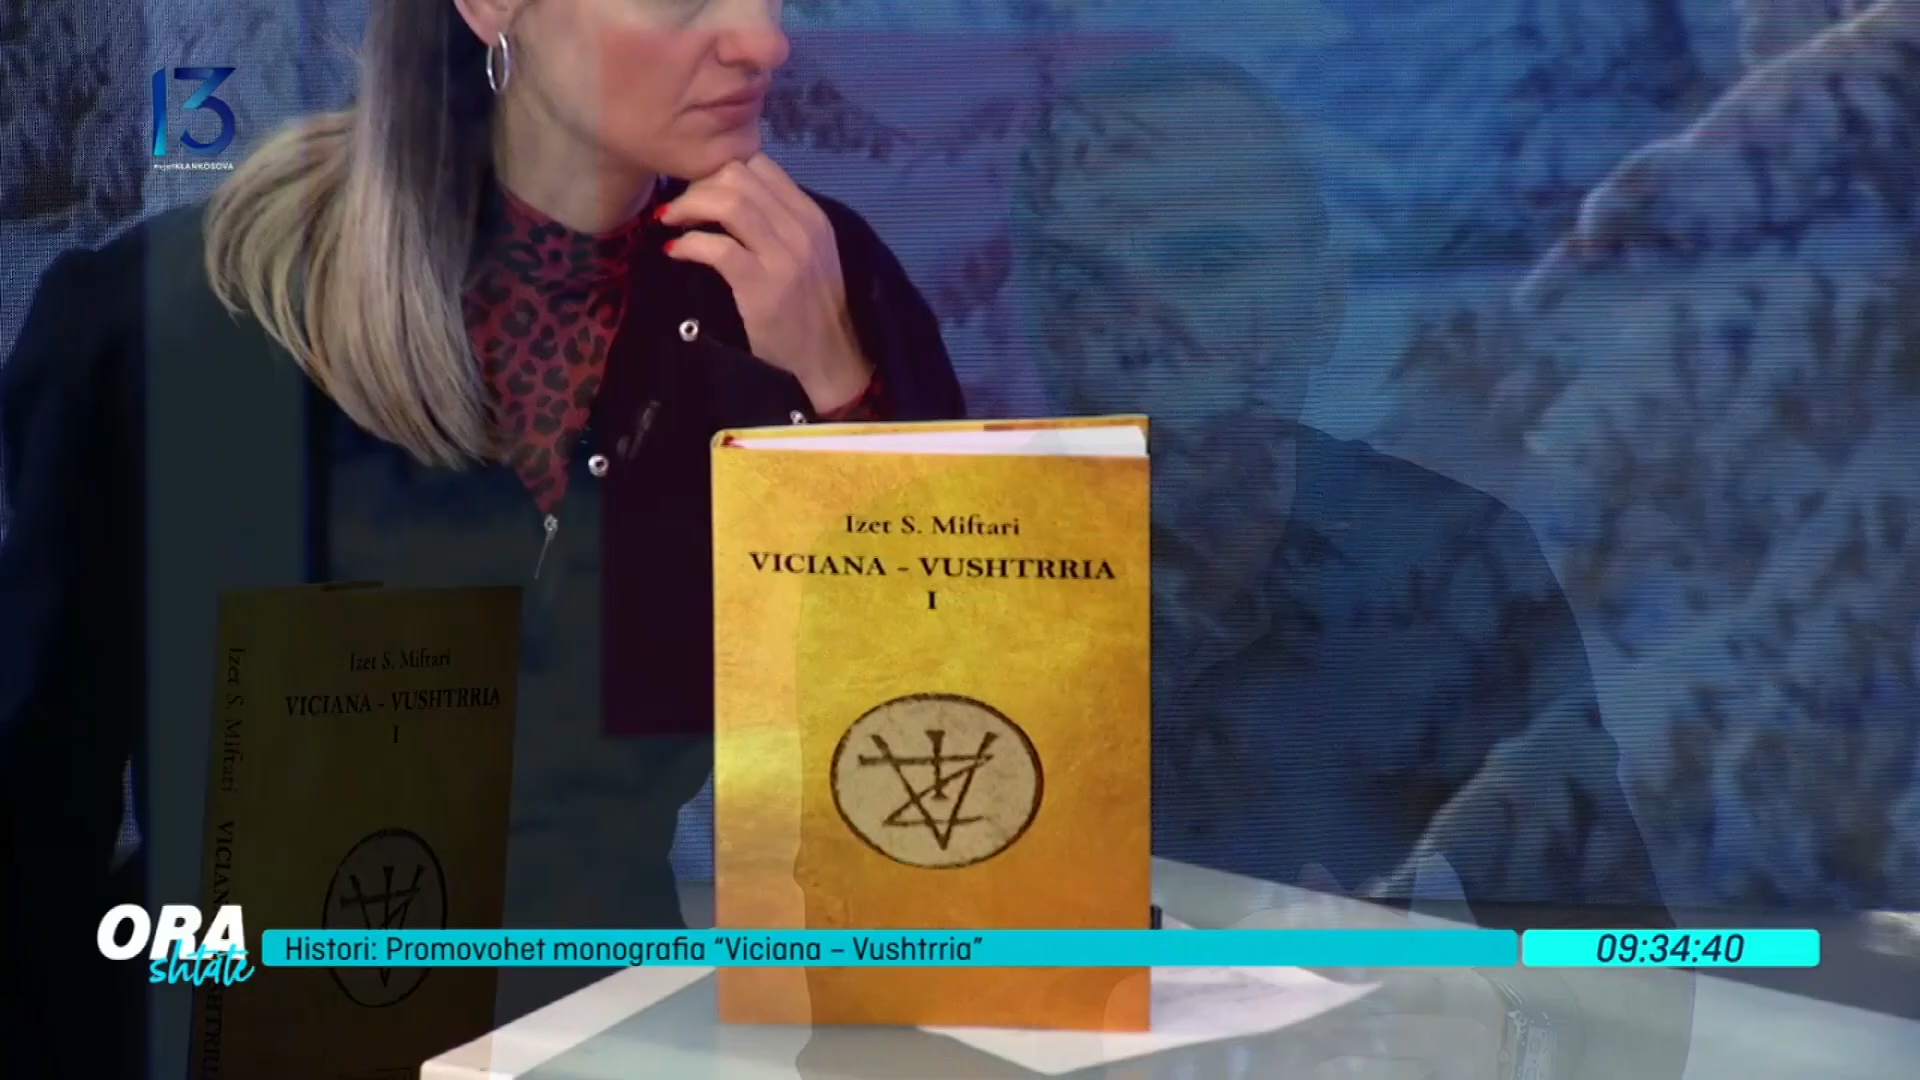 13
#vjetKLANKOSOVA
Izet S. Miftari
VICIANA - VUSHTRRIA
I
Izet S. Miftari
VICIANA - VUSHTRRIA
I
Izet S. Miftari
ORA
shtatë
Histori: Promovohet monografia “Viciana – Vushtrria”
09:34:40